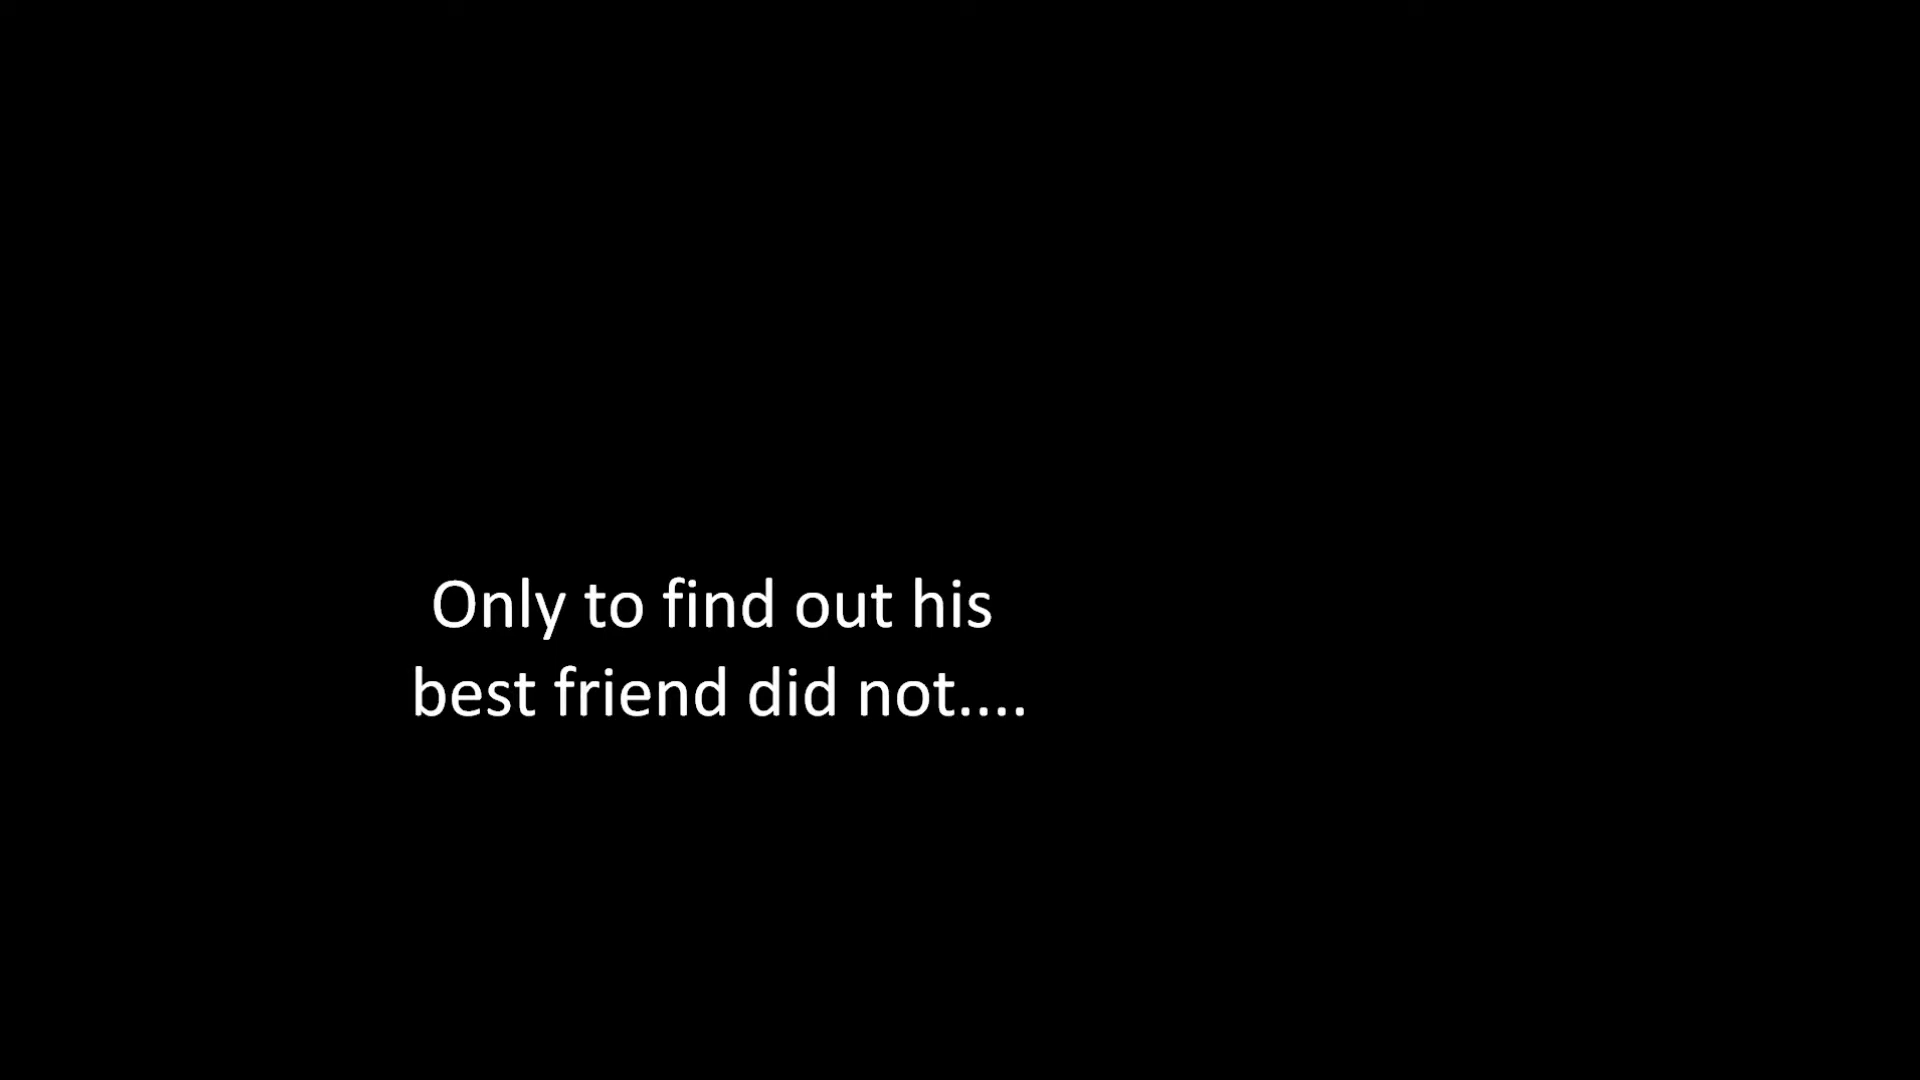 Only to find out his
best friend did not....